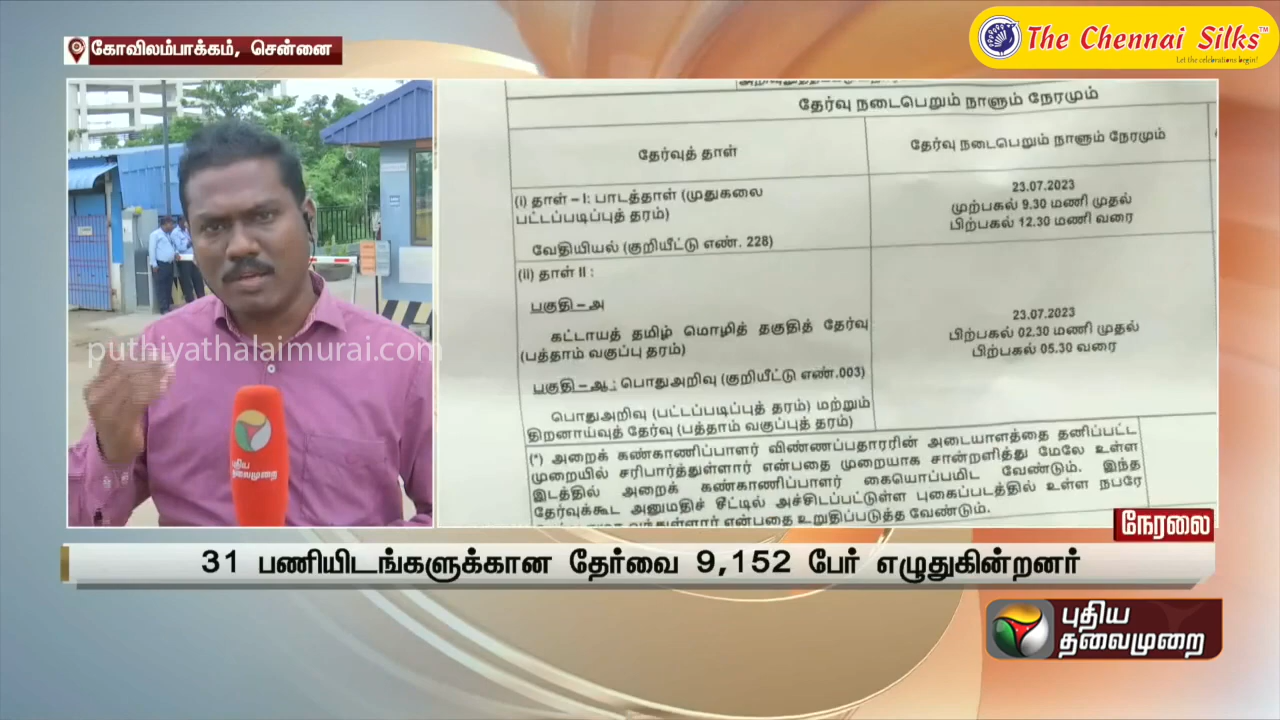 கோவிலம்பாக்கம், சென்னை
The Chennai Silks™
Let the celebrations begin!
தேர்வு நடைபெறும் நாளும் நேரமும்
தேர்வுத் தாள்
தேர்வு நடைபெறும் நாளும் நேரமும்
(i) தாள் – I: பாடத்தாள் (முதுகலை
பட்டப்படிப்புத் தரம்)
வேதியியல் (குறியீட்டு எண். 228)
23.07.2023
முற்பகல் 9.30 மணி முதல்
பிற்பகல் 12.30 மணி வரை
(ii) தாள் II :
பகுதி – அ
கட்டாயத் தமிழ் மொழித் தகுதித் தேர்வு
(பத்தாம் வகுப்பு தரம்)
பகுதி – ஆ : பொதுஅறிவு (குறியீட்டு எண்.003)
பொதுஅறிவு (பட்டப்படிப்புத் தரம்) மற்றும்
திறனாய்வுத் தேர்வு (பத்தாம் வகுப்புத் தரம்)
23.07.2023
பிற்பகல் 02.30 மணி முதல்
பிற்பகல் 05.30 வரை
(*) அறைக் கண்காணிப்பாளர் விண்ணப்பதாரரின் அடையாளத்தை தனிப்பட்ட
முறையில் சரிபார்த்துள்ளார் என்பதை முறையாக சான்றளித்து மேலே உள்ள
இடத்தில் அறைக் கண்காணிப்பாளர் கையொப்பமிட வேண்டும். இந்த
தேர்வுக்கூட அனுமதிச் சீட்டில் அச்சிடப்பட்டுள்ள புகைப்படத்தில் உள்ள நபரே
வந்துள்ளார் என்பதை உறுதிப்படுத்த வேண்டும்.
puthiyathalaimurai.com
புதிய
தலைமுறை
நேரலை
31 பணியிடங்களுக்கான தேர்வை 9,152 பேர் எழுதுகின்றனர்
புதிய
தலைமுறை